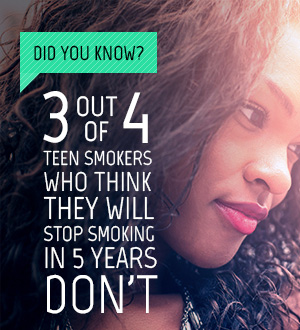 DID YOU KNOW?
3 OUT OF 4
TEEN SMOKERS
WHO THINK
THEY WILL
STOP SMOKING
IN 5 YEARS
DON'T